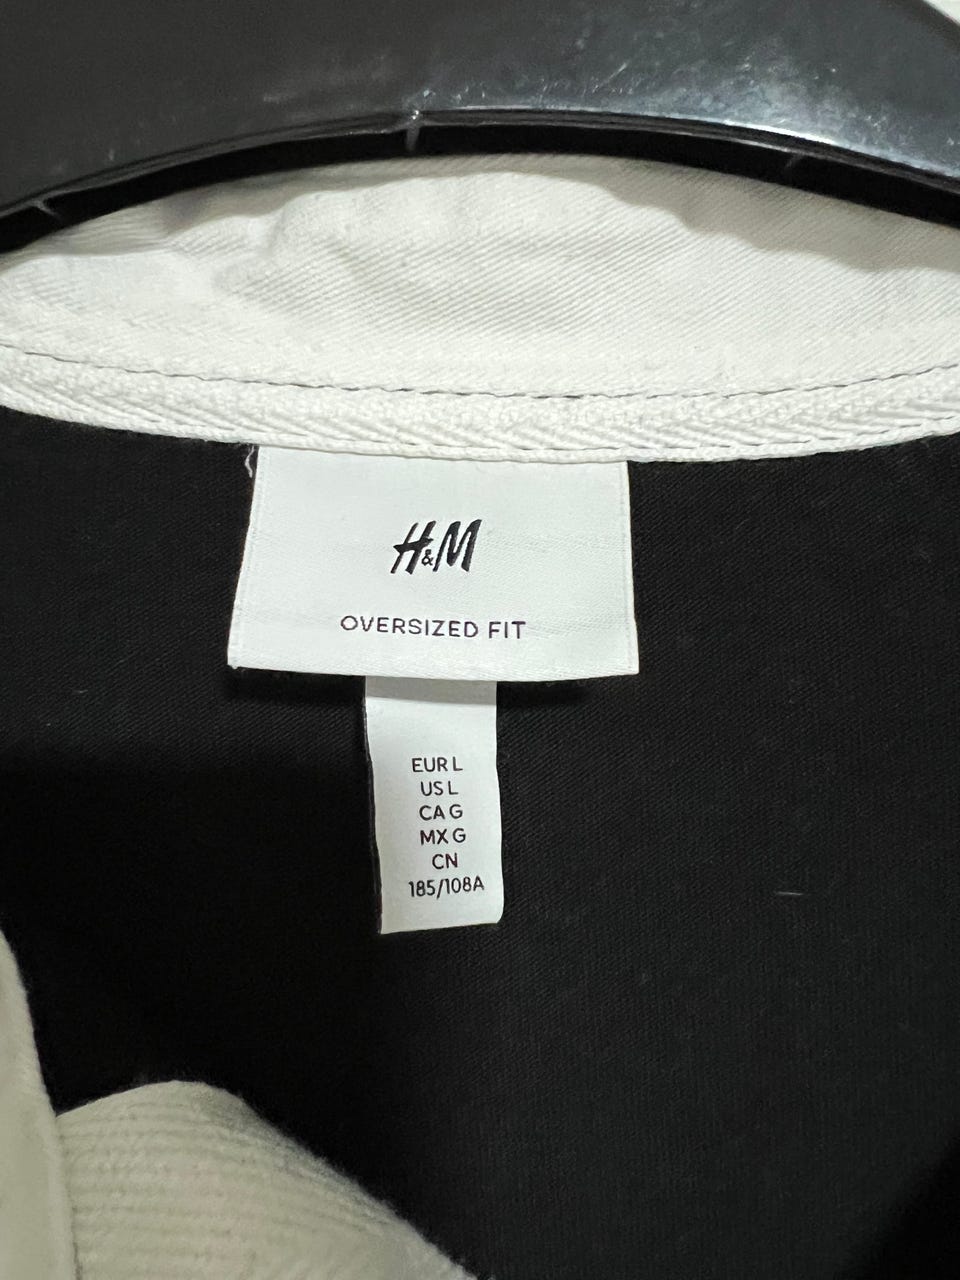 H&M
OVERSIZED FIT
EUR L
US L
CA G
MX G
CN
185/108A